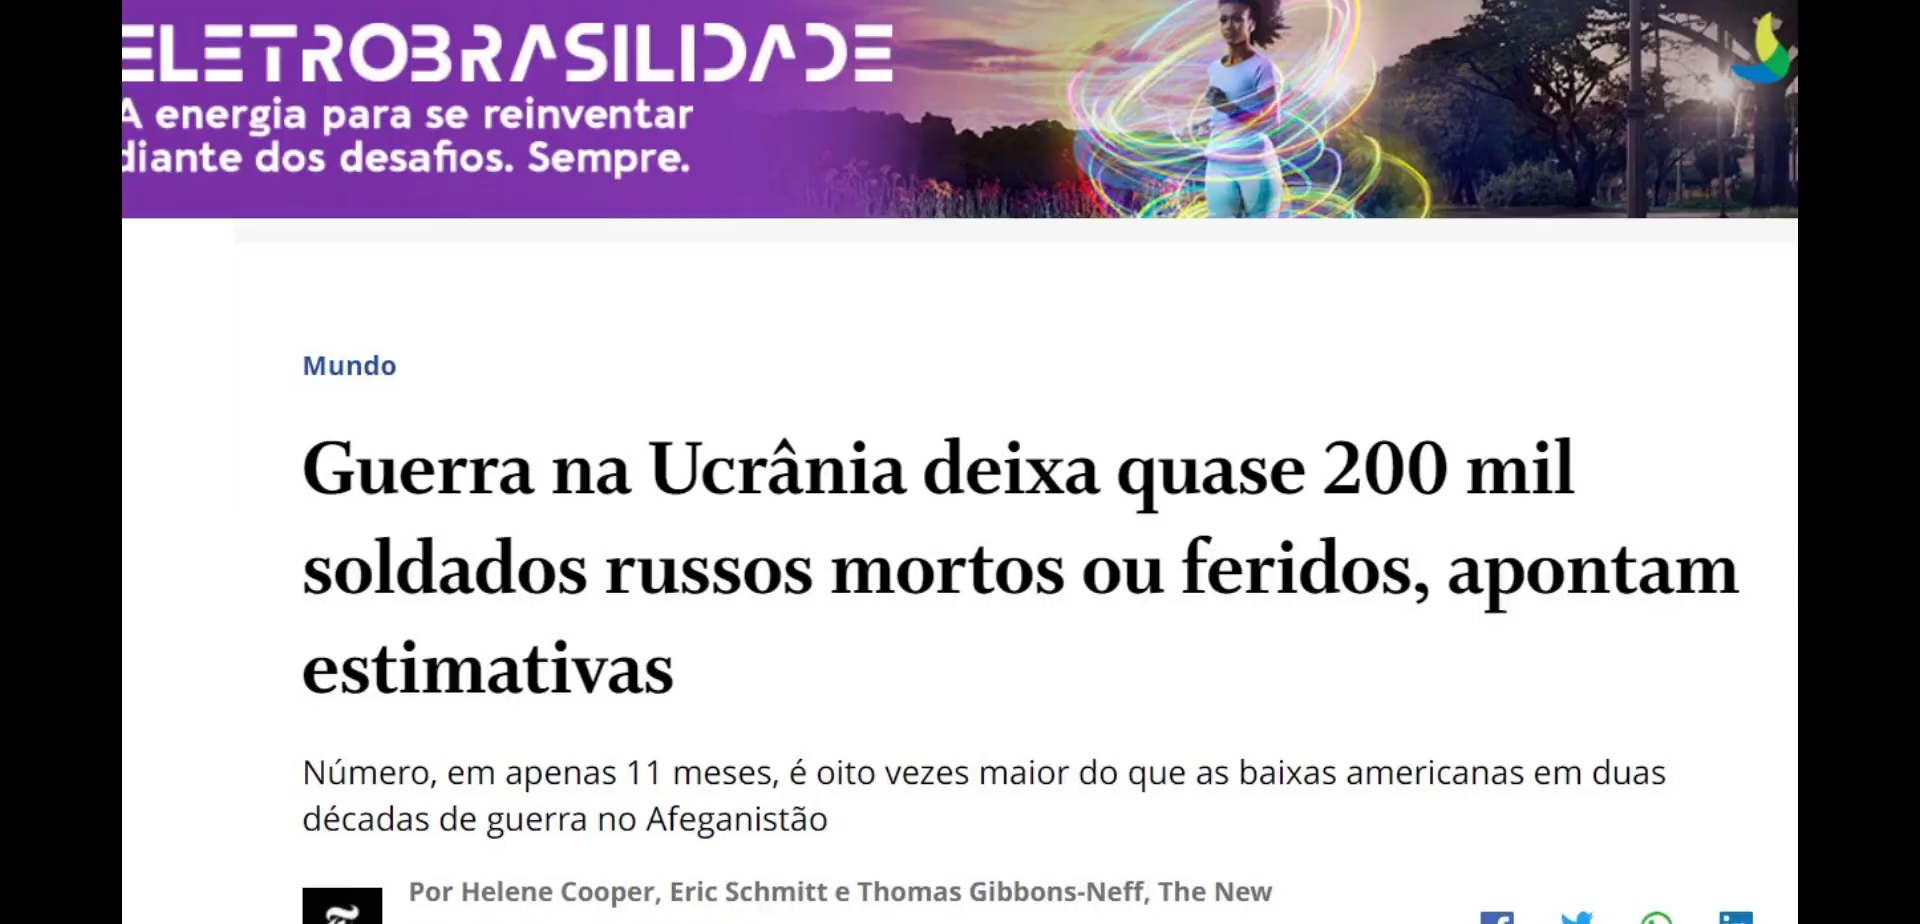 ELETROBRASILIDADE
A energia para se reinventar
diante dos desafios. Sempre.
Mundo
Guerra na Ucrânia deixa quase 200 mil
soldados russos mortos ou feridos, apontam
estimativas
Número, em apenas 11 meses, é oito vezes maior do que as baixas americanas em duas
décadas de guerra no Afeganistão
Por Helene Cooper, Eric Schmitt e Thomas Gibbons-Neff, The New